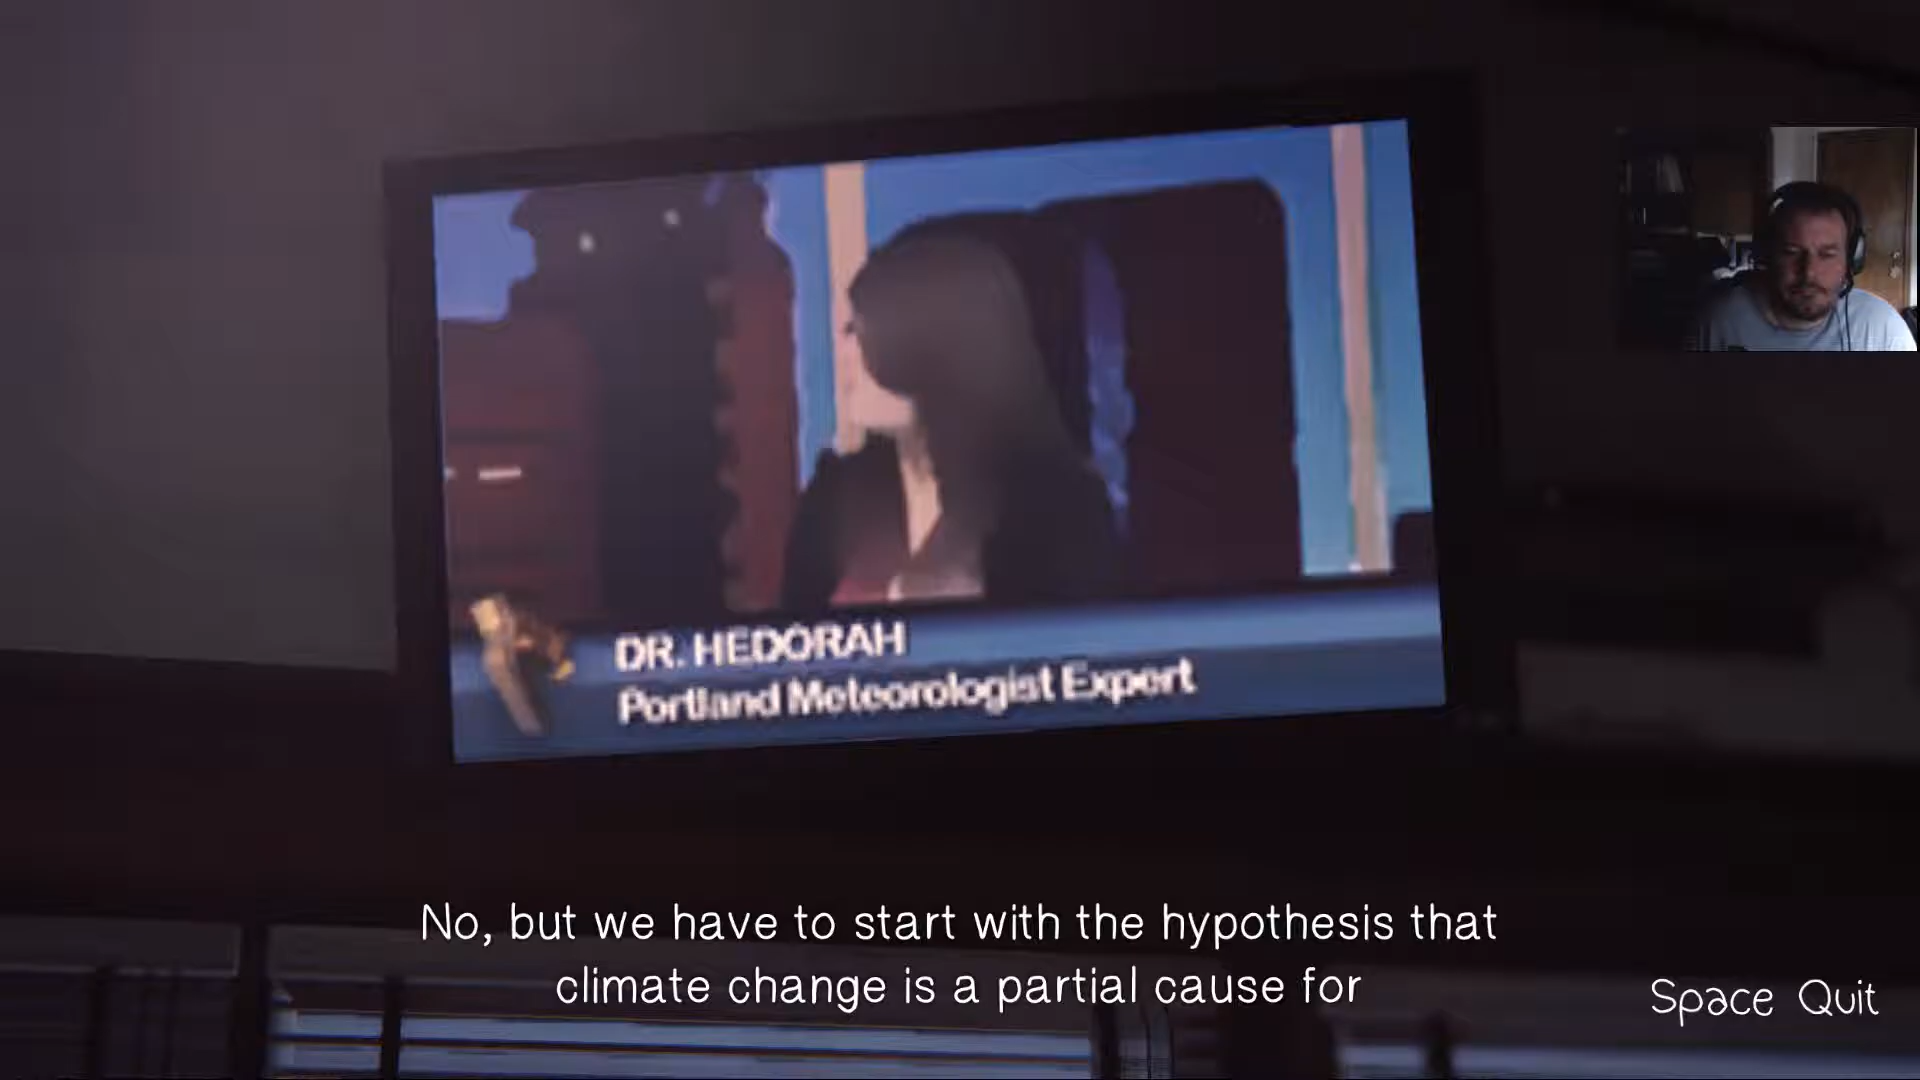 DR. HEDORAH
Portland Meteorologist Expert
No, but we have to start with the hypothesis that
climate change is a partial cause for
Space Quit